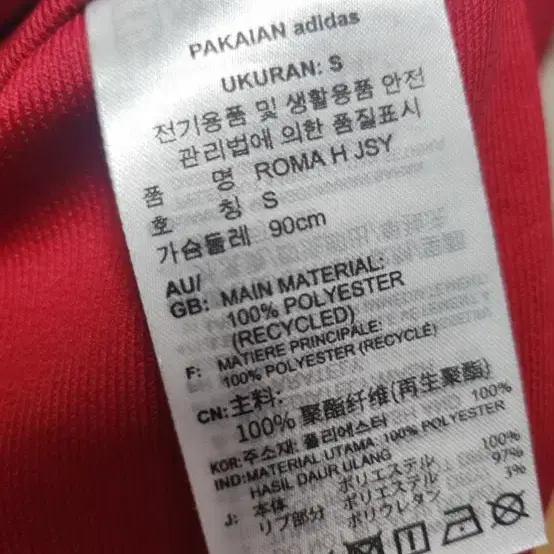 PAKAIAN adidas
UKURAN: S
전기용품 및 생활용품 안전
관리법에 의한 품질표시
품 명 ROMA H JSY
호 칭 S
가슴둘레 90cm
AU/
GB: MAIN MATERIAL:
100% POLYESTER
(RECYCLED)
F: MATIERE PRINCIPALE:
100% POLYESTER (RECYCLÉ)
CN: 主料:
100% 聚酯纤维(再生聚酯)
KOR: 주소재: 폴리에스터 100%
IND: MATERIAL UTAMA: 100% POLYESTER
HASIL DAUR ULANG
J: 本体 ポリエステル 100%
リブ部分 ポリエステル 97%
ポリウレタン 3%